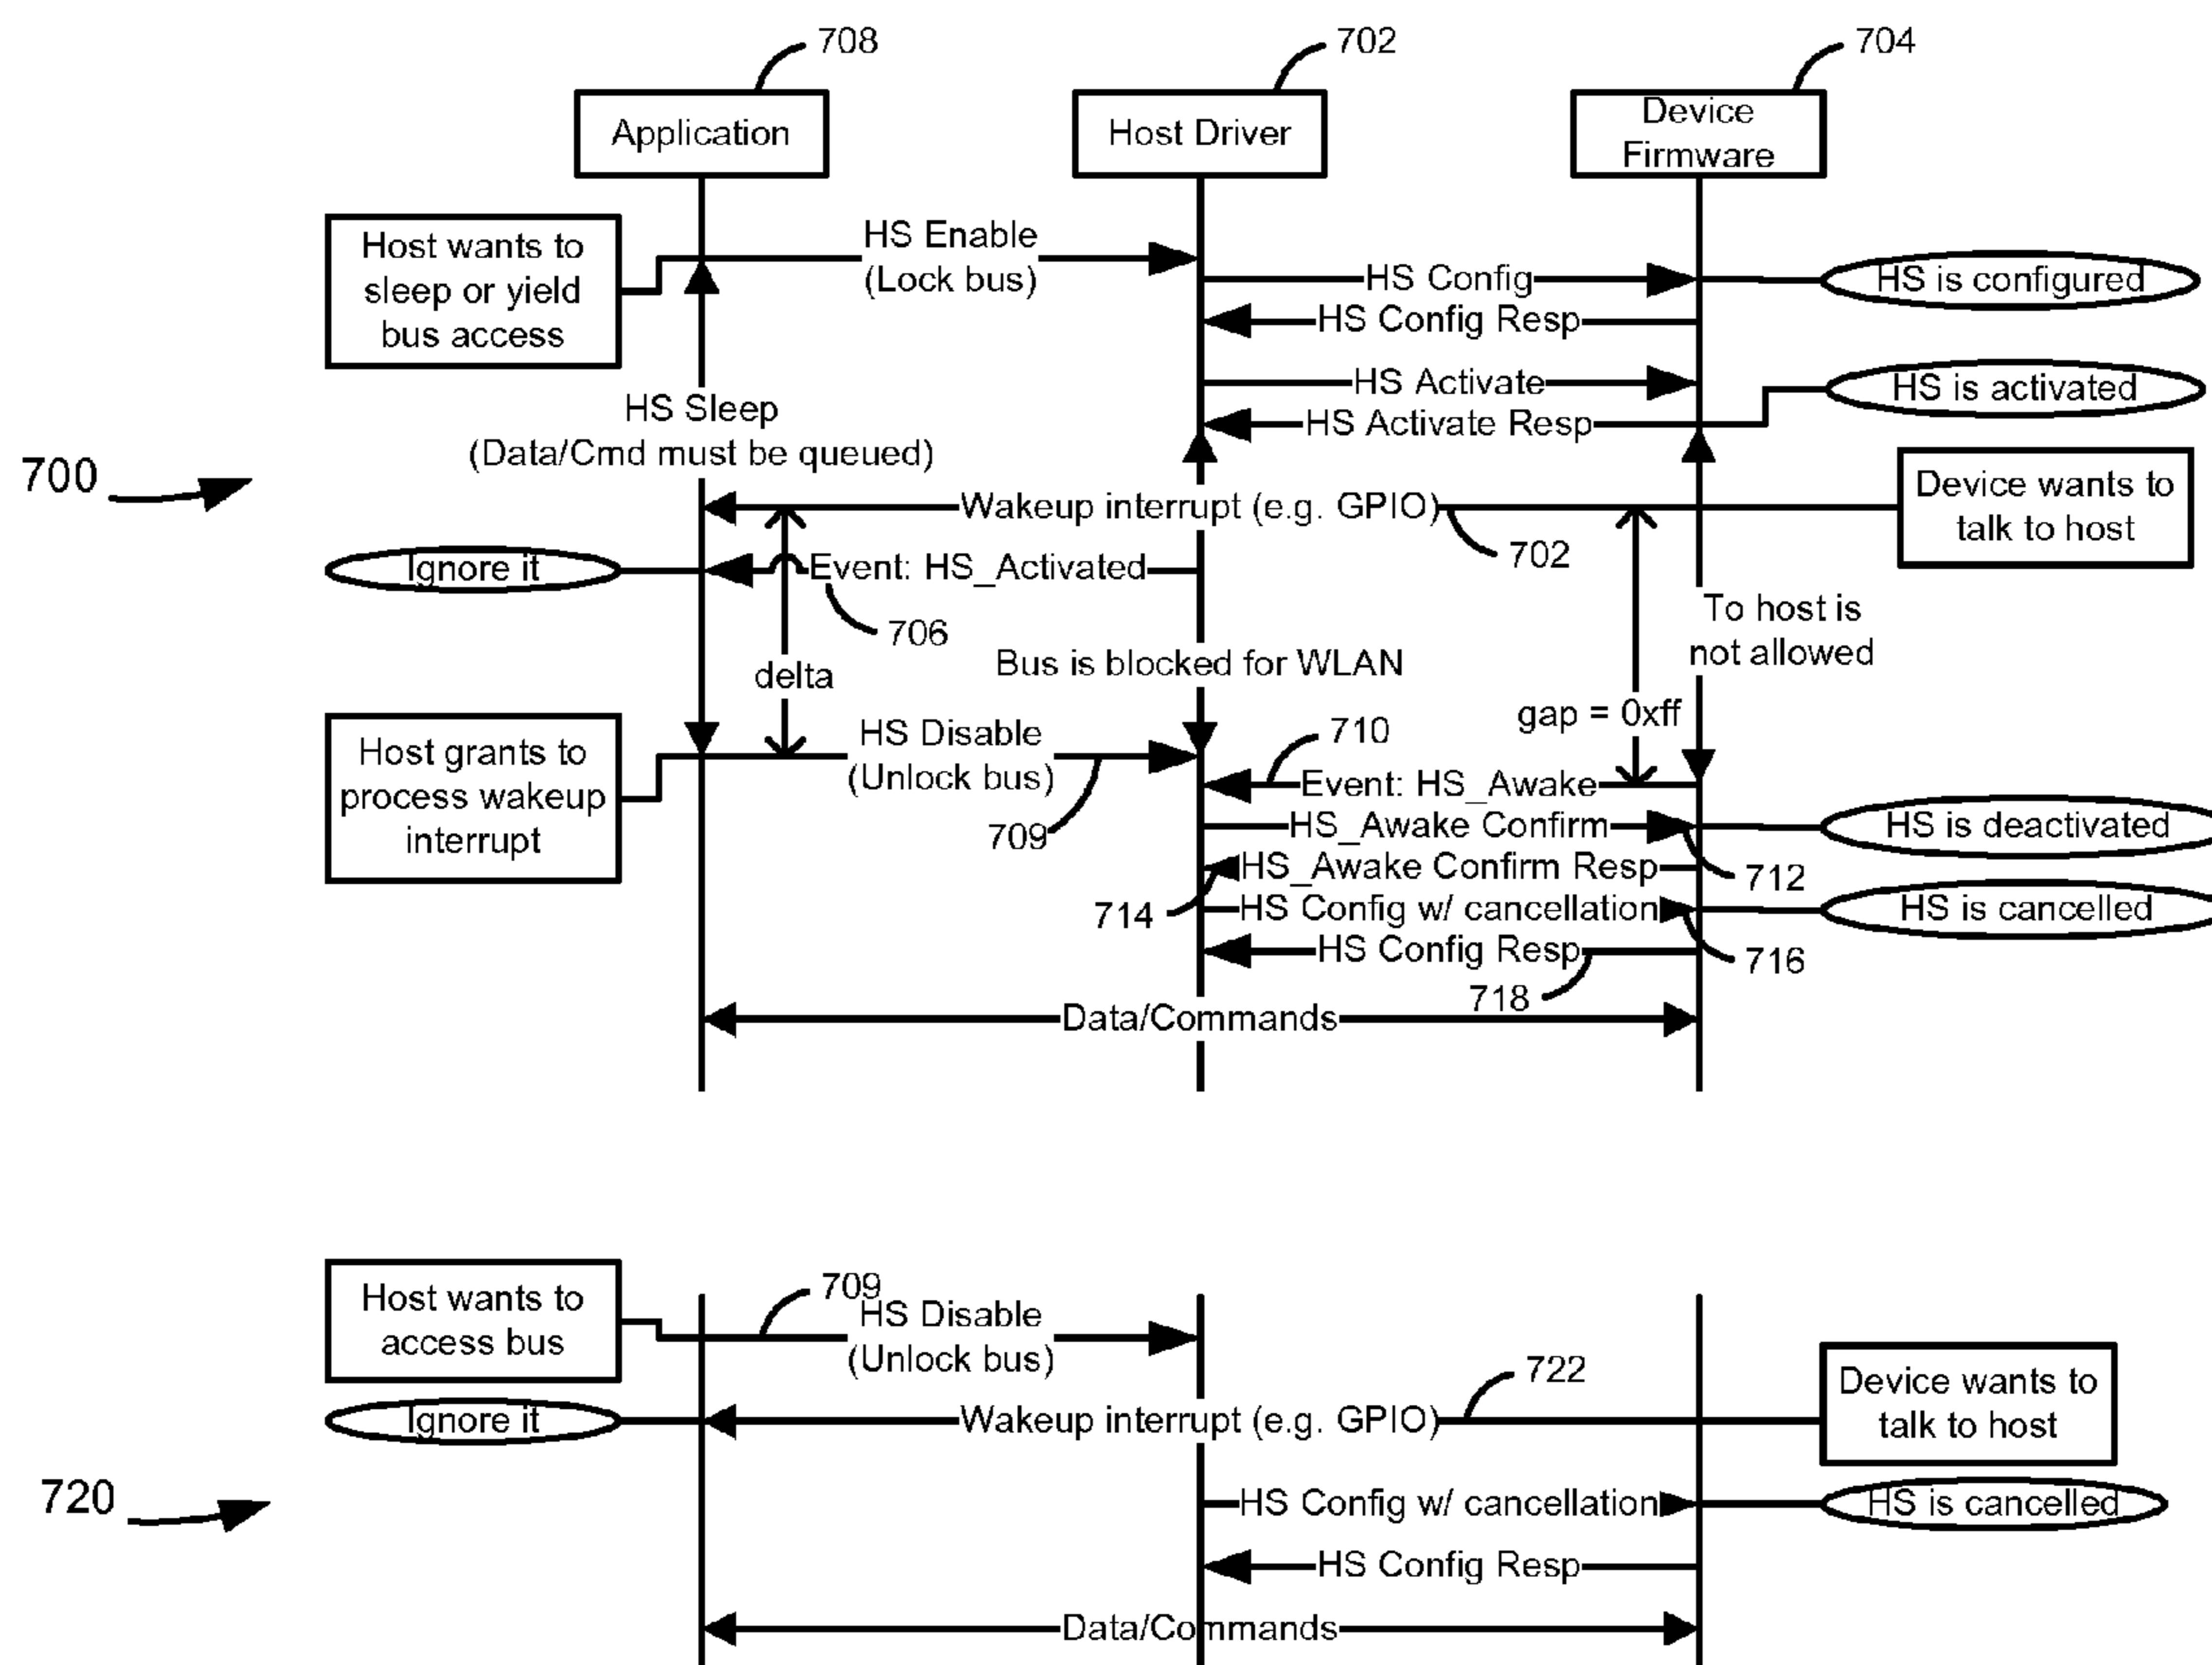 708
702
704
Application
Host Driver
Device
Firmware
Host wants to
sleep or yield
bus access
HS Enable
(Lock bus)
HS Config
HS is configured
HS Config Resp
HS Activate
HS is activated
HS Sleep
HS Activate Resp
(Data/Cmd must be queued)
700
Wakeup interrupt (e.g. GPIO)
Device wants to
talk to host
702
Ignore it
Event: HS_Activated
706
To host is
not allowed
Bus is blocked for WLAN
delta
gap = 0xff
Host grants to
process wakeup
interrupt
HS Disable
(Unlock bus)
709
710
Event: HS_Awake
HS_Awake Confirm
HS is deactivated
712
HS_Awake Confirm Resp
714
HS Config w/ cancellation
HS is cancelled
716
HS Config Resp
718
Data/Commands
Host wants to
access bus
709
HS Disable
(Unlock bus)
722
Device wants to
talk to host
Ignore it
Wakeup interrupt (e.g. GPIO)
720
HS Config w/ cancellation
HS is cancelled
HS Config Resp
Data/Commands